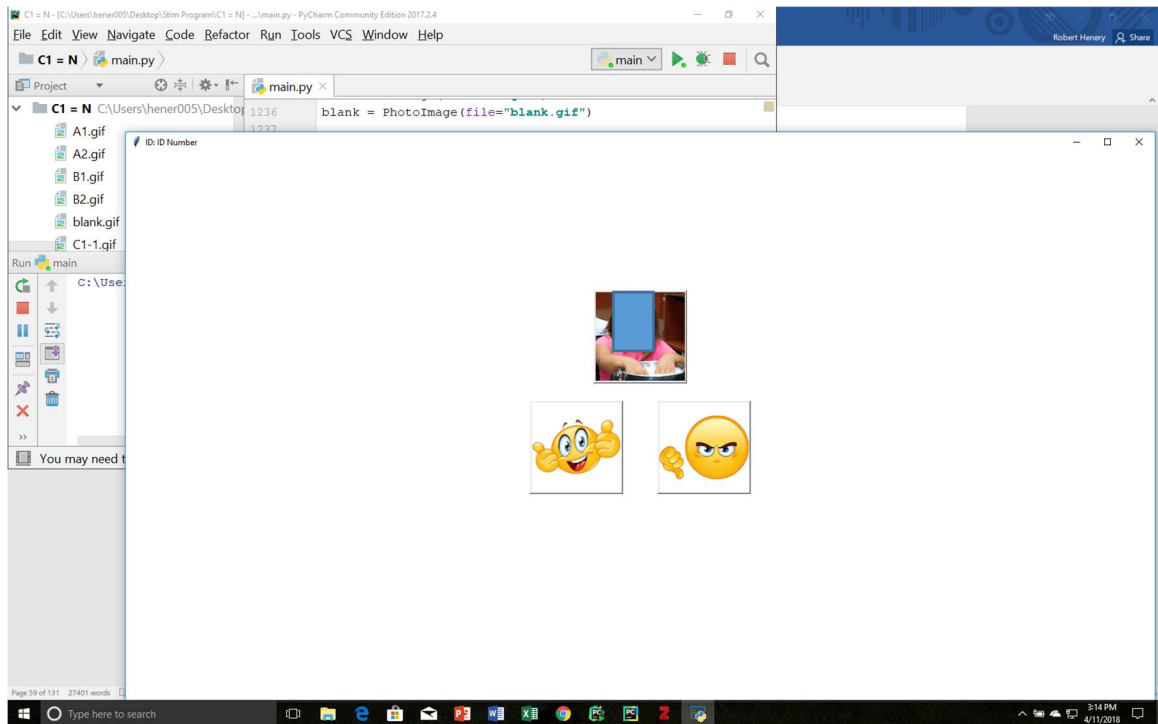 C1 = N - [C:\Users\hener005\Desktop\Stim Program\C1 = N] - ...\main.py - PyCharm Community Edition 2017.2.4
Robert Henery Share
File Edit View Navigate Code Refactor Run Tools VCS Window Help
C1 = N main.py main
Project main.py
C1 = N C:\Users\hener005\Desktop
1236 blank = PhotoImage(file="blank.gif")
1237
A1.gif
ID: ID Number
A2.gif
B1.gif
B2.gif
blank.gif
C1-1.gif
Run main
C:\Use
You may need t
Page 59 of 131 27401 words
Type here to search
3:14 PM
4/11/2018